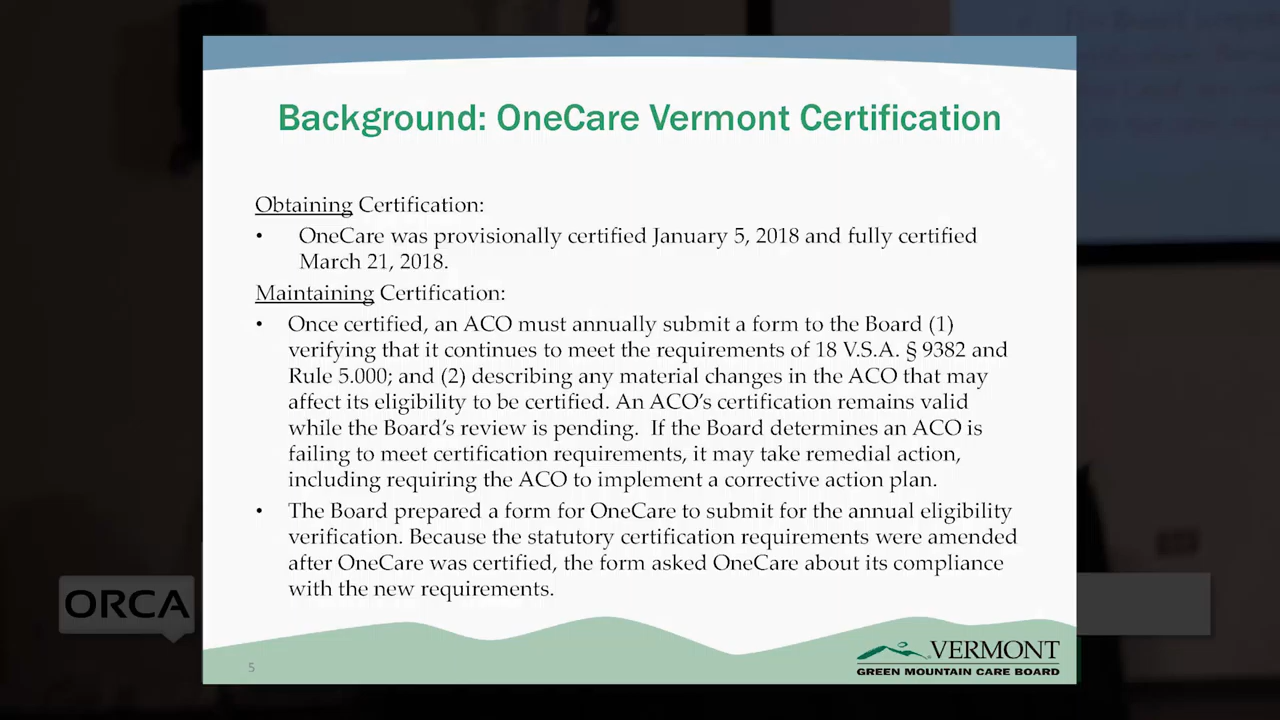 Background: OneCare Vermont Certification
Obtaining Certification:
• OneCare was provisionally certified January 5, 2018 and fully certified
March 21, 2018.
Maintaining Certification:
• Once certified, an ACO must annually submit a form to the Board (1)
verifying that it continues to meet the requirements of 18 V.S.A. § 9382 and
Rule 5.000; and (2) describing any material changes in the ACO that may
affect its eligibility to be certified. An ACO’s certification remains valid
while the Board’s review is pending.  If the Board determines an ACO is
failing to meet certification requirements, it may take remedial action,
including requiring the ACO to implement a corrective action plan.
• The Board prepared a form for OneCare to submit for the annual eligibility
verification. Because the statutory certification requirements were amended
after OneCare was certified, the form asked OneCare about its compliance
with the new requirements.
ORCA
5
VERMONT
GREEN MOUNTAIN CARE BOARD